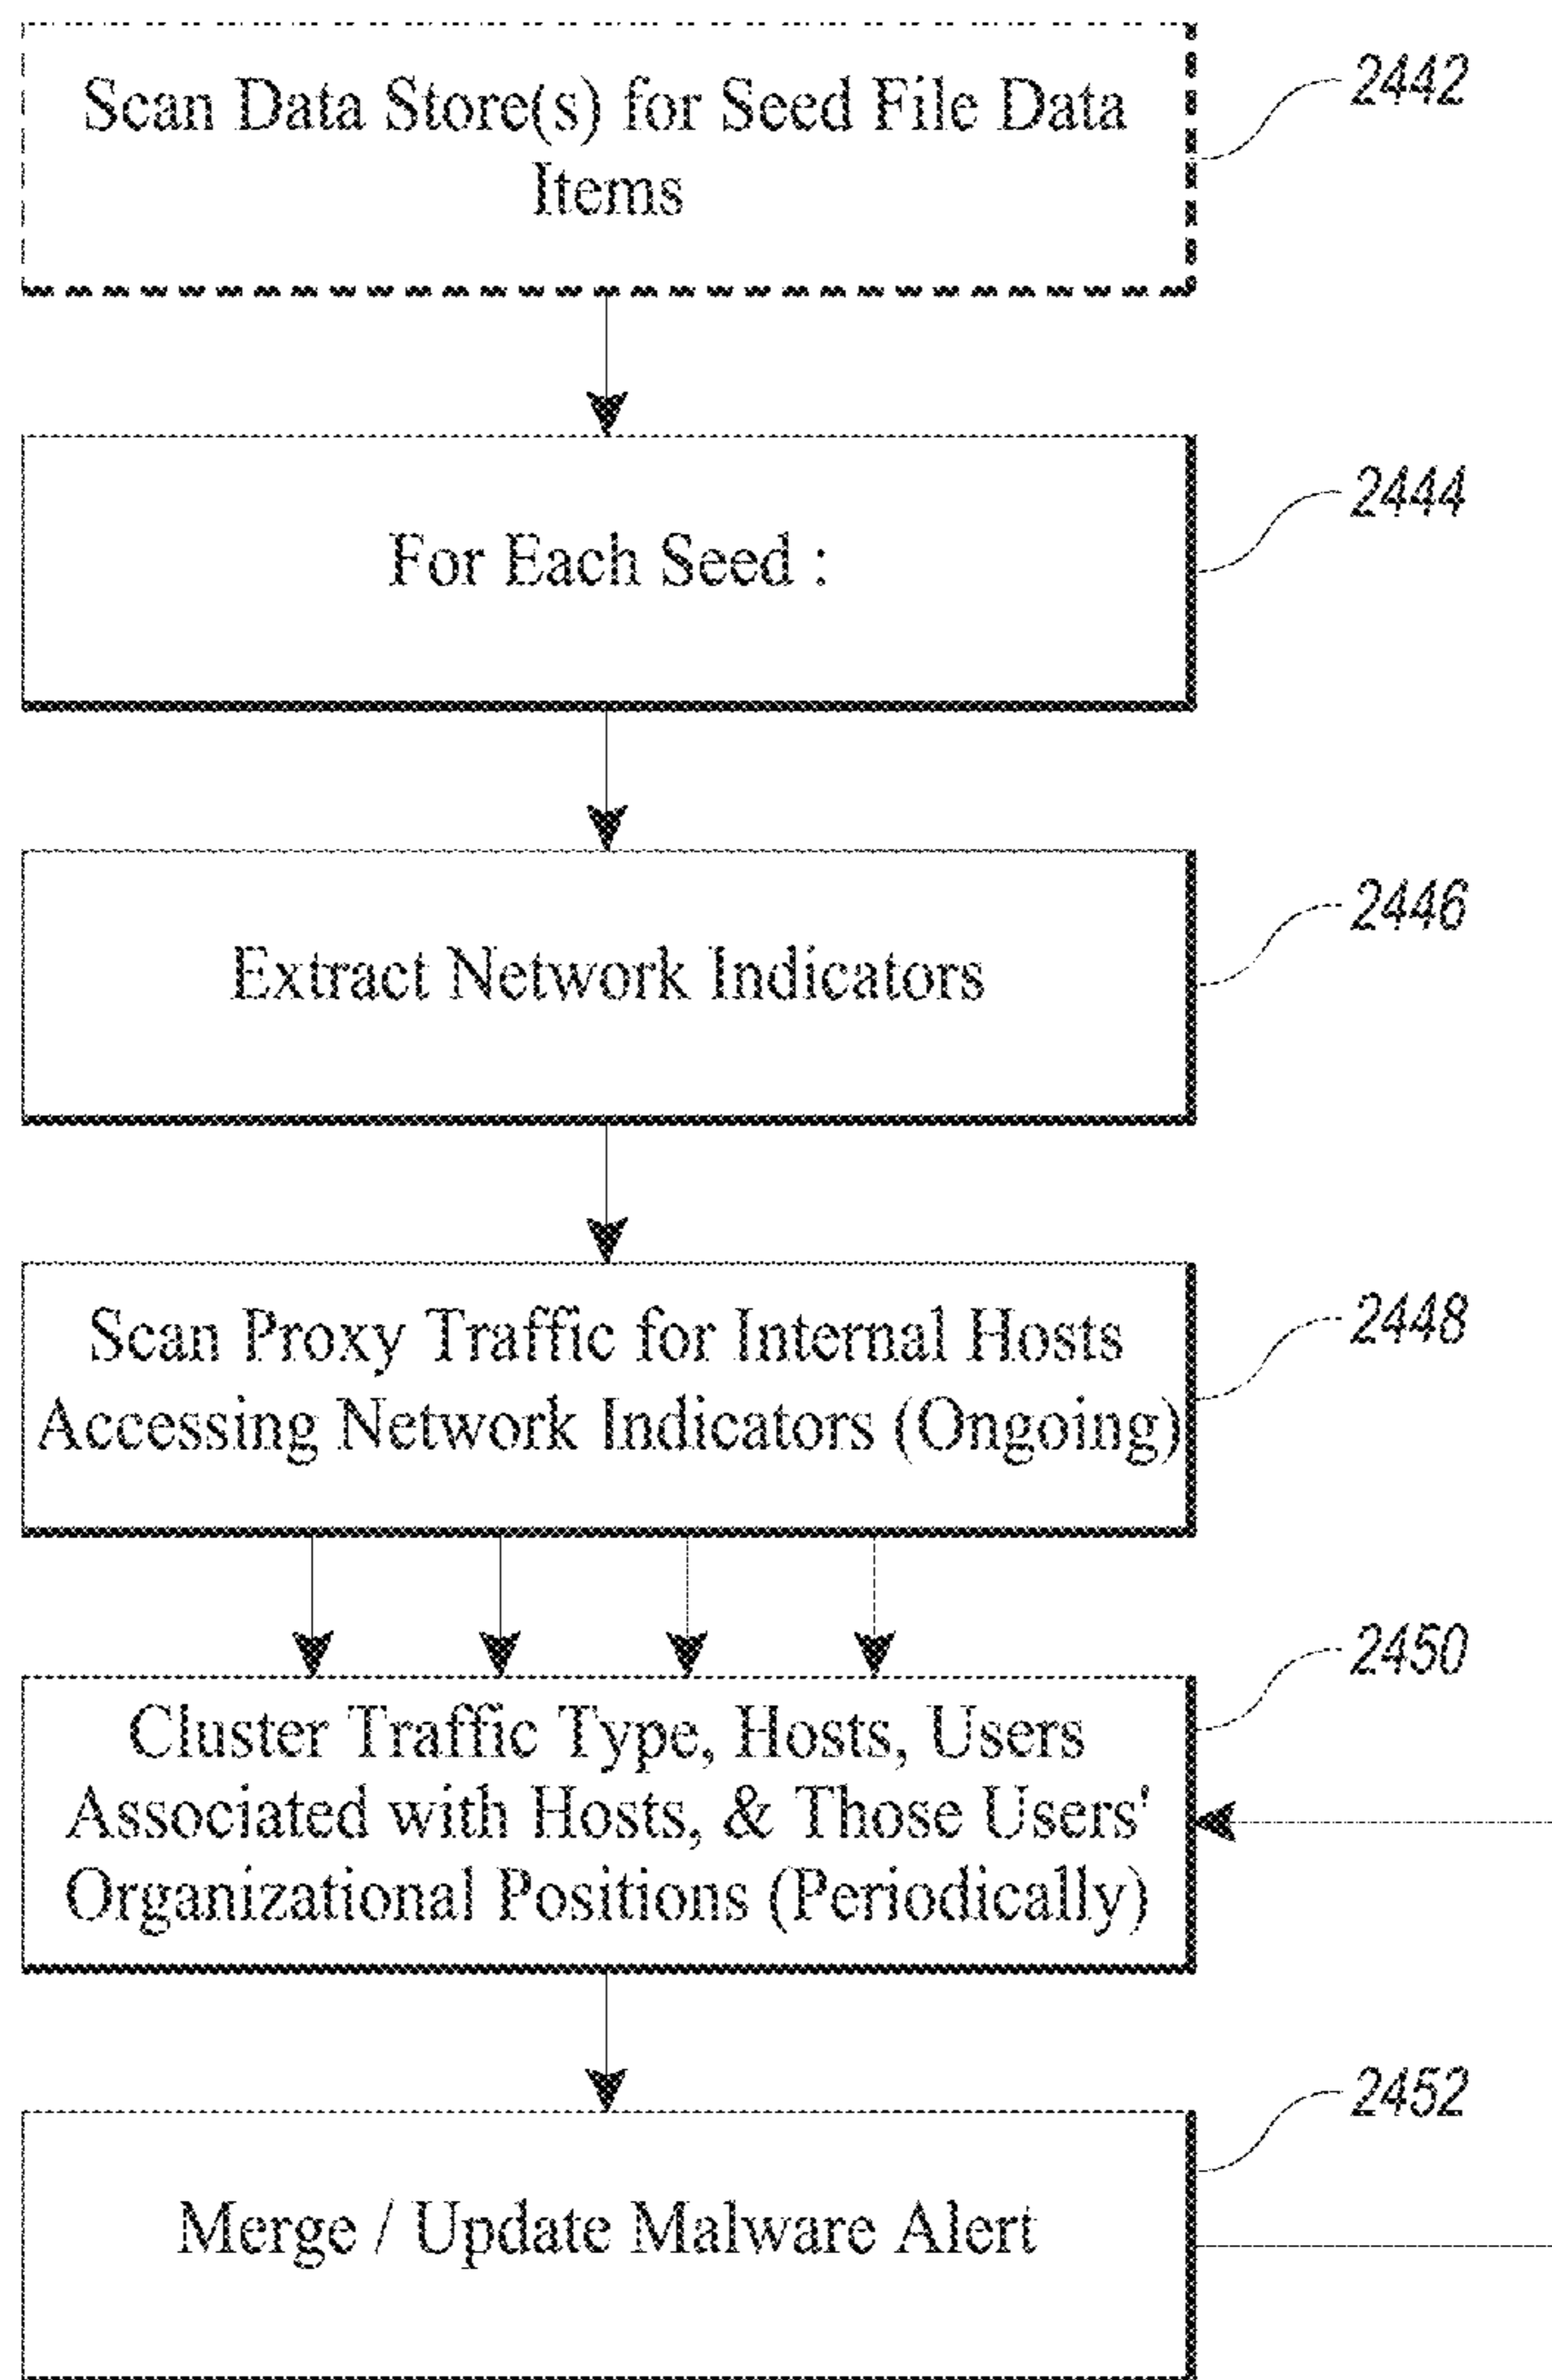 Scan Data Store(s) for Seed File Data
Items
2442
For Each Seed :
2444
Extract Network Indicators
2446
Scan Proxy Traffic for Internal Hosts
Accessing Network Indicators (Ongoing)
2448
Cluster Traffic Type, Hosts, Users
Associated with Hosts, & Those Users'
Organizational Positions (Periodically)
2450
Merge / Update Malware Alert
2452